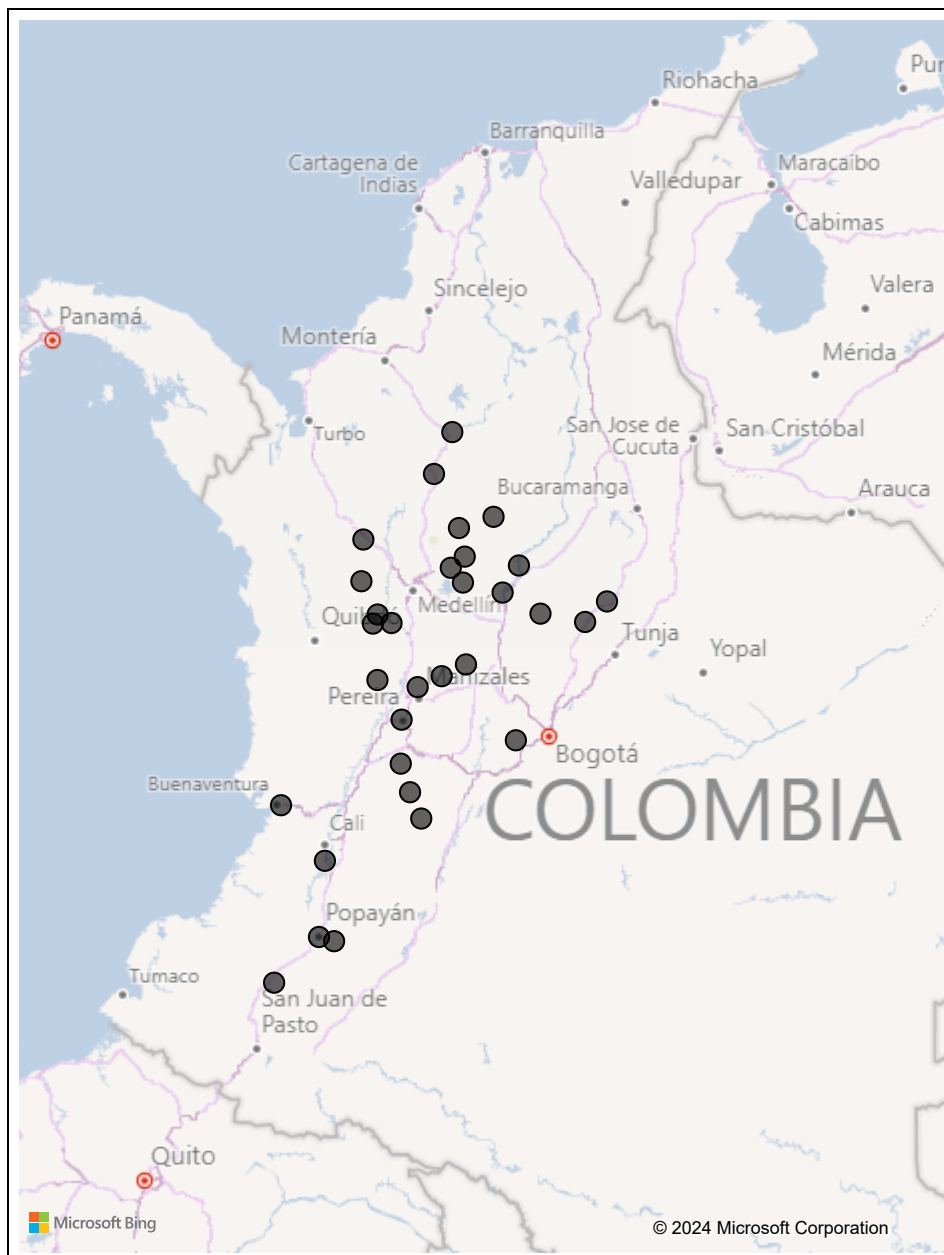 Riohacha
Pun
Barranquilla
Cartagena de
Indias
Maracaibo
Valledupar
Cabimas
Valera
Sincelejo
Panamá
Montería
Mérida
San Jose de
Cucuta
San Cristóbal
Turbo
Bucaramanga
Arauca
Medellín
Quibdó
Tunja
Yopal
Manizales
Pereira
Bogotá
Buenaventura
COLOMBIA
Cali
Popayán
Tumaco
San Juan de
Pasto
Quito
Microsoft Bing
© 2024 Microsoft Corporation